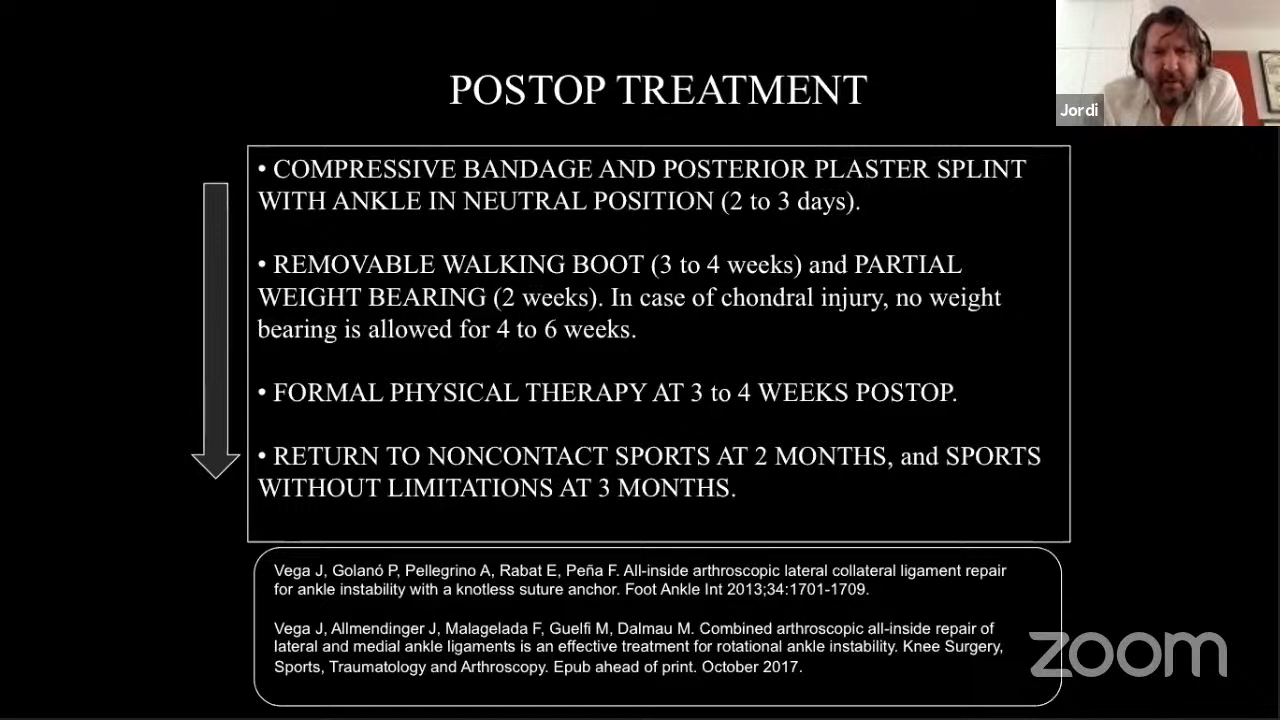 POSTOP TREATMENT
Jordi
• COMPRESSIVE BANDAGE AND POSTERIOR PLASTER SPLINT
WITH ANKLE IN NEUTRAL POSITION (2 to 3 days).
• REMOVABLE WALKING BOOT (3 to 4 weeks) and PARTIAL
WEIGHT BEARING (2 weeks). In case of chondral injury, no weight
bearing is allowed for 4 to 6 weeks.
• FORMAL PHYSICAL THERAPY AT 3 to 4 WEEKS POSTOP.
• RETURN TO NONCONTACT SPORTS AT 2 MONTHS, and SPORTS
WITHOUT LIMITATIONS AT 3 MONTHS.
Vega J, Golanó P, Pellegrino A, Rabat E, Peña F. All-inside arthroscopic lateral collateral ligament repair
for ankle instability with a knotless suture anchor. Foot Ankle Int 2013;34:1701-1709.
Vega J, Allmendinger J, Malagelada F, Guelfi M, Dalmau M. Combined arthroscopic all-inside repair of
lateral and medial ankle ligaments is an effective treatment for rotational ankle instability. Knee Surgery,
Sports, Traumatology and Arthroscopy. Epub ahead of print. October 2017.
zoom